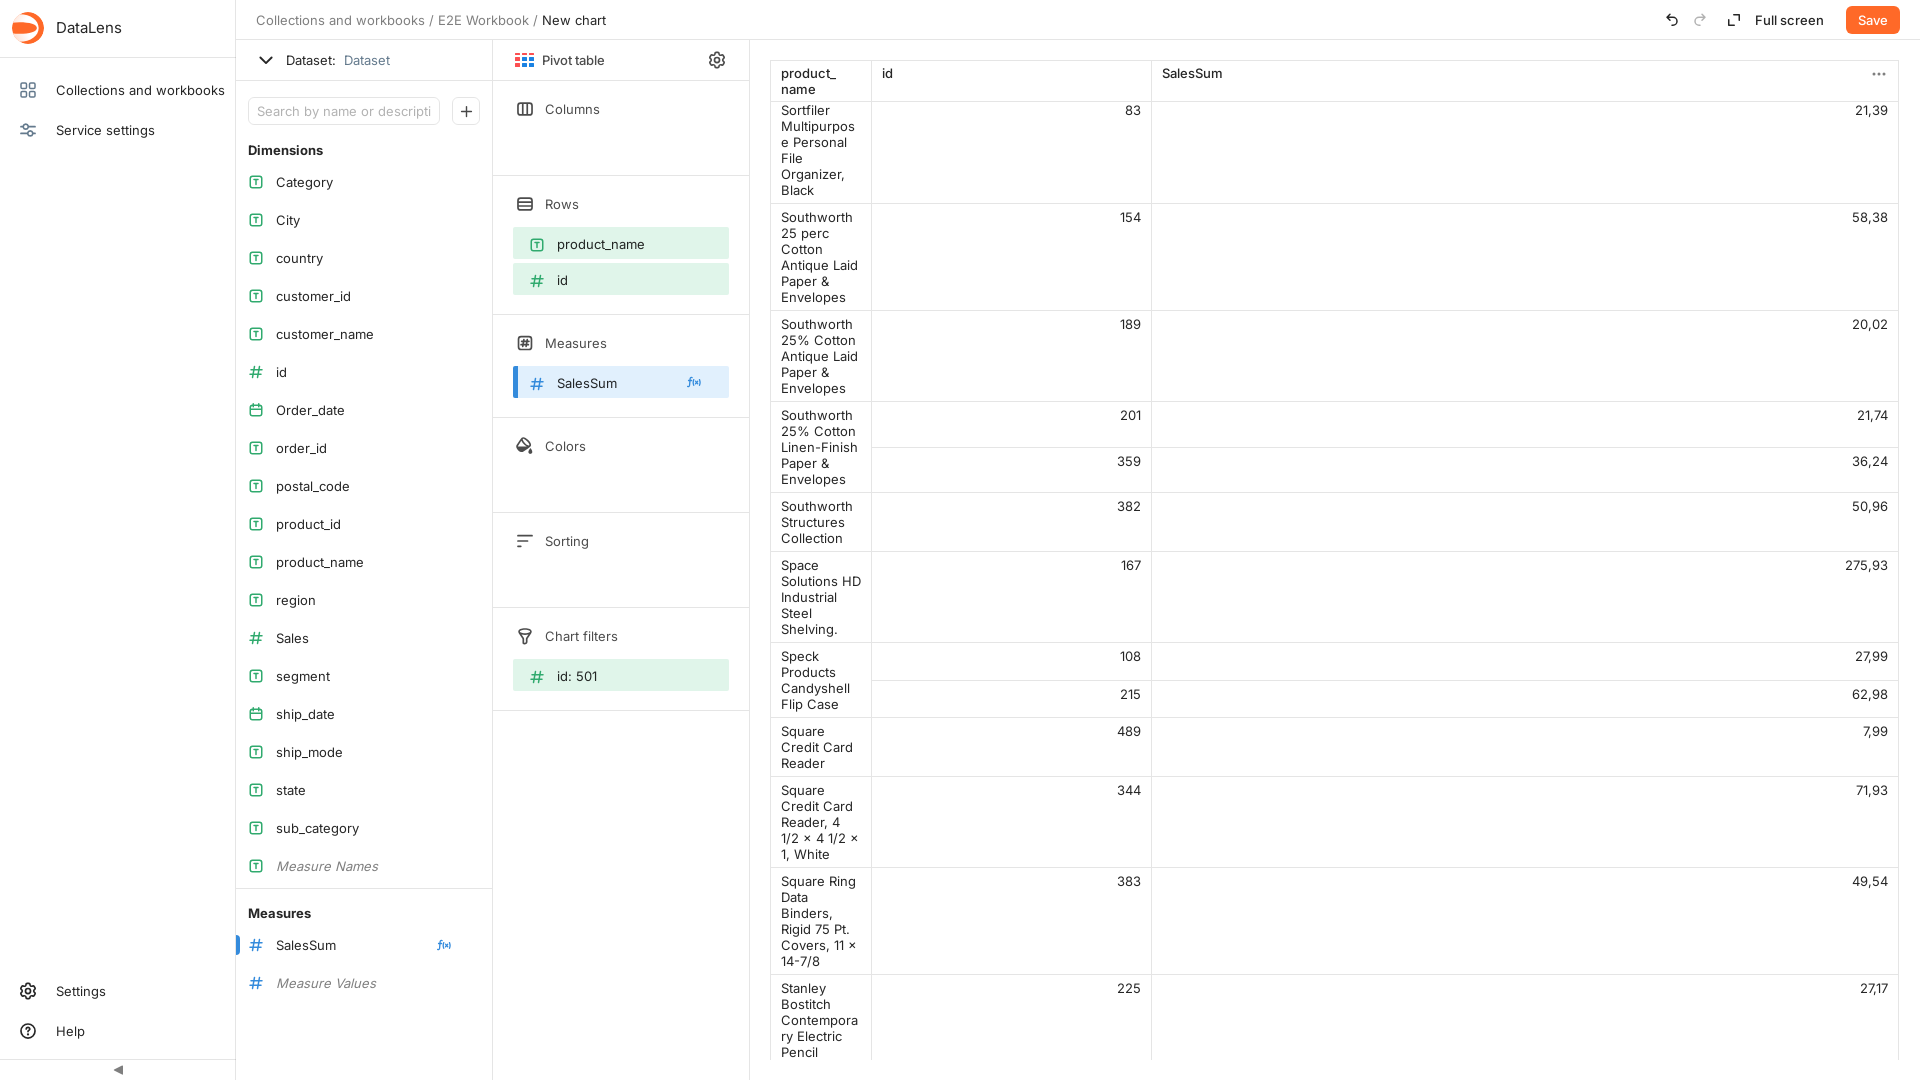 DataLens
Collections and workbooks
Service settings
Settings
Help
Collections and workbooks / E2E Workbook / New chart
Full screen
Save
Dataset: Dataset
Search by name or descripti
Dimensions
Category
City
country
customer_id
customer_name
id
Order_date
order_id
postal_code
product_id
product_name
region
Sales
segment
ship_date
ship_mode
state
sub_category
Measure Names
Measures
SalesSum
Measure Values
Pivot table
Columns
Rows
product_name
id
Measures
SalesSum
Colors
Sorting
Chart filters
id: 501
product_
name
id
SalesSum
Sortfiler
Multipurpos
e Personal
File
Organizer,
Black
83
21,39
Southworth
25 perc
Cotton
Antique Laid
Paper &
Envelopes
154
58,38
Southworth
25% Cotton
Antique Laid
Paper &
Envelopes
189
20,02
Southworth
25% Cotton
Linen-Finish
Paper &
Envelopes
201
21,74
359
36,24
Southworth
Structures
Collection
382
50,96
Space
Solutions HD
Industrial
Steel
Shelving.
167
275,93
Speck
Products
Candyshell
Flip Case
108
27,99
215
62,98
Square
Credit Card
Reader
489
7,99
Square
Credit Card
Reader, 4
1/2 × 4 1/2 ×
1, White
344
71,93
Square Ring
Data
Binders,
Rigid 75 Pt.
Covers, 11 ×
14-7/8
383
49,54
Stanley
Bostitch
Contempora
ry Electric
Pencil
225
27,17